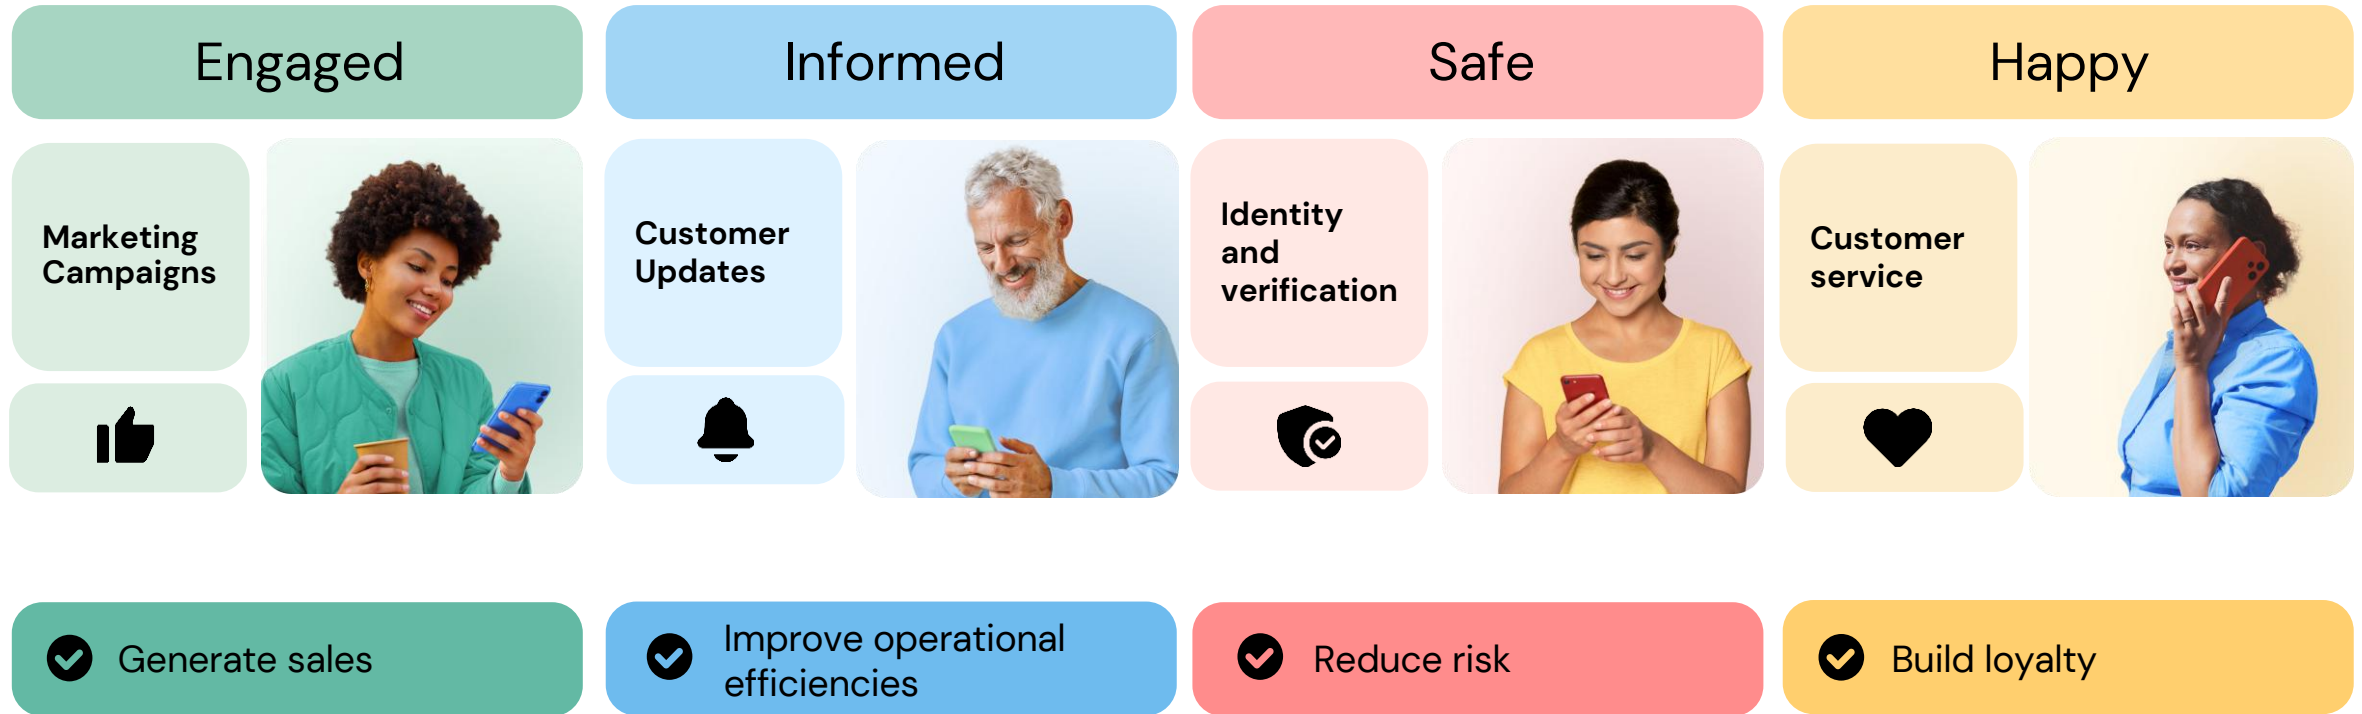 Engaged
Informed
Safe
Happy
Marketing
Campaigns
Customer
Updates
Identity
and
verification
Customer
service
Generate sales
Improve operational
efficiencies
Reduce risk
Build loyalty